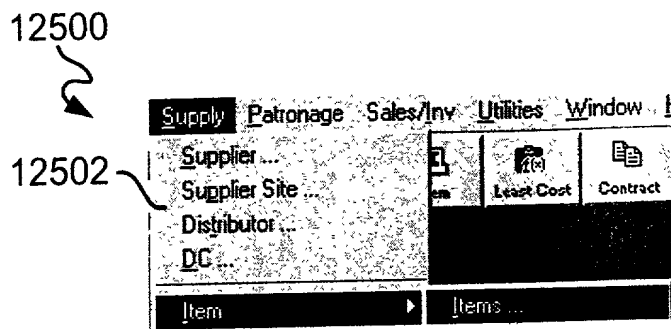 12500
Supply Patronage Sales/Inv Utilities Window
12502
Supplier ...
Supplier Site ...
Distributor ...
DC ...
Least Cost Contract
Item Items ...